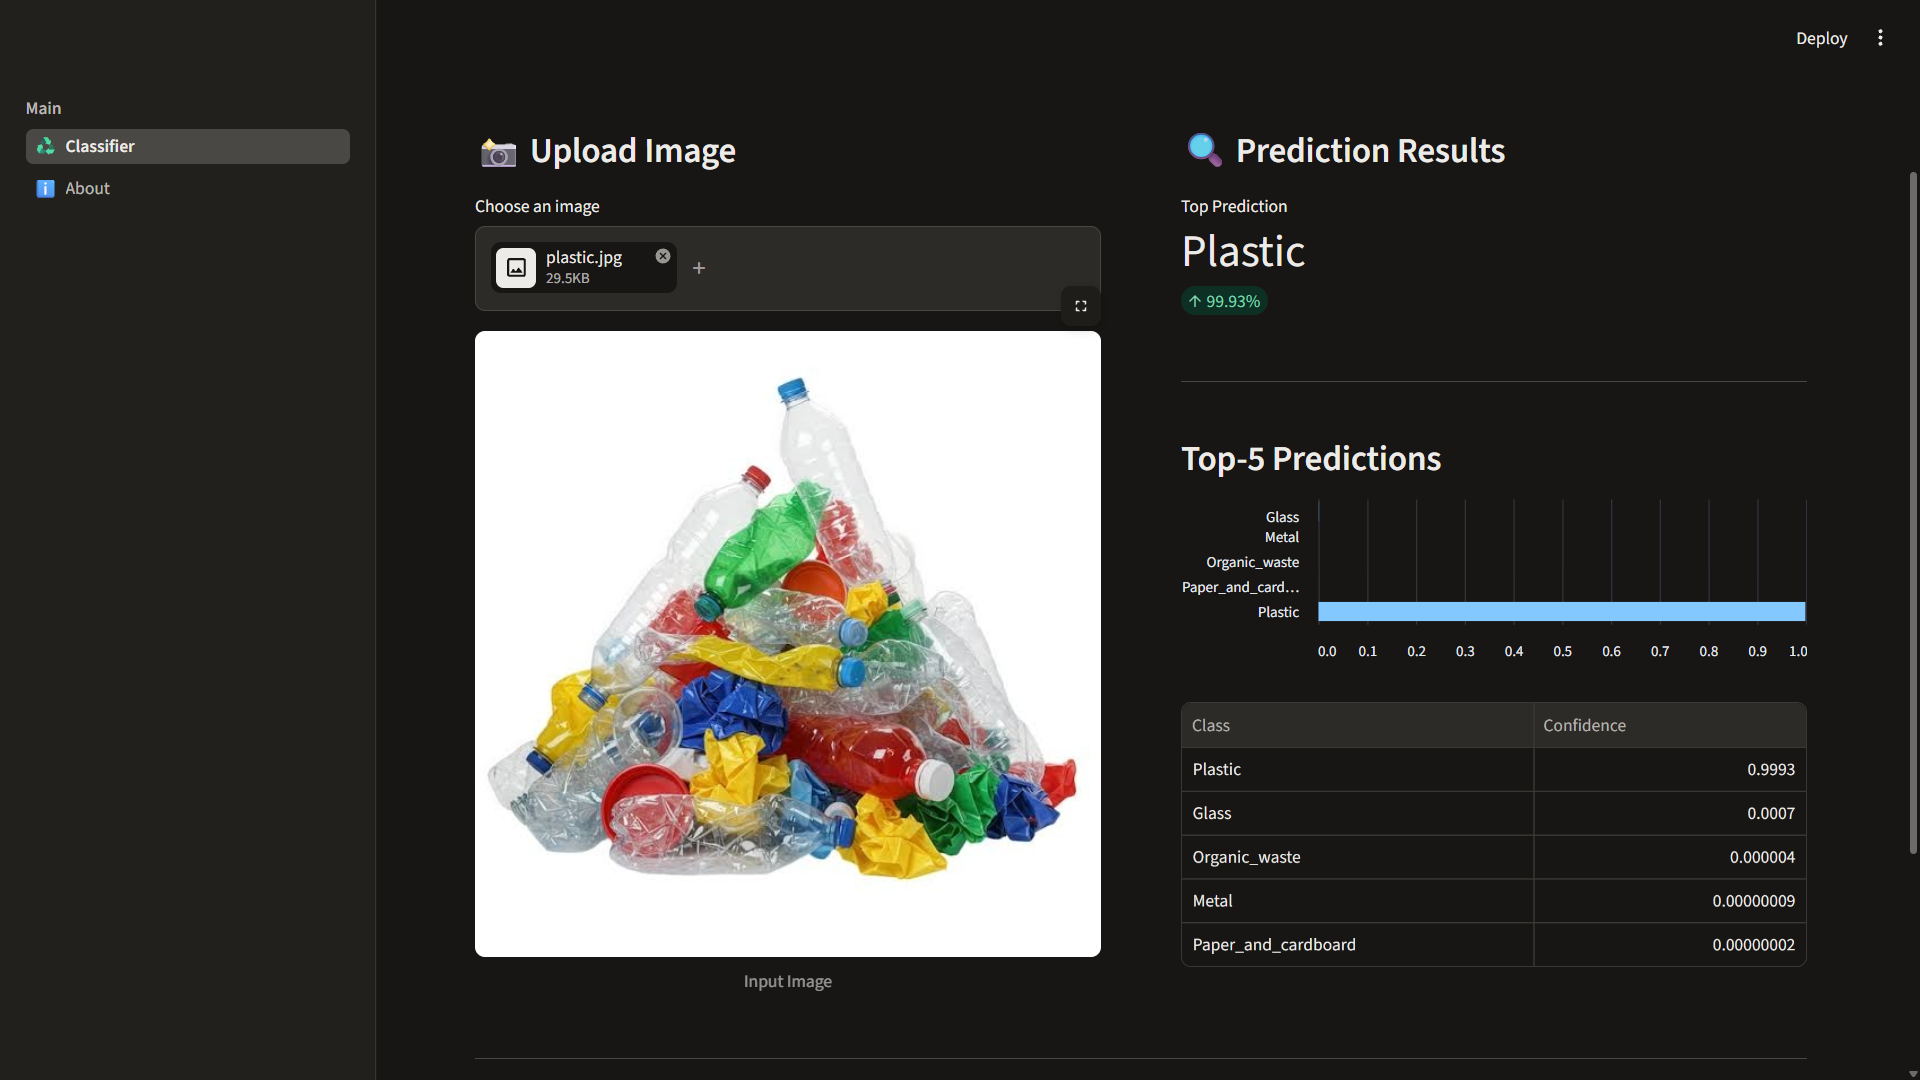 Deploy
Main
Classifier
About
Upload Image
Choose an image
plastic.jpg
29.5KB
Input Image
Prediction Results
Top Prediction
Plastic
↑ 99.93%
Top-5 Predictions
Glass
Metal
Organic_waste
Paper_and_card…
Plastic
0.0 0.1 0.2 0.3 0.4 0.5 0.6 0.7 0.8 0.9 1.0
Class Confidence
Plastic 0.9993
Glass 0.0007
Organic_waste 0.000004
Metal 0.00000009
Paper_and_cardboard 0.00000002